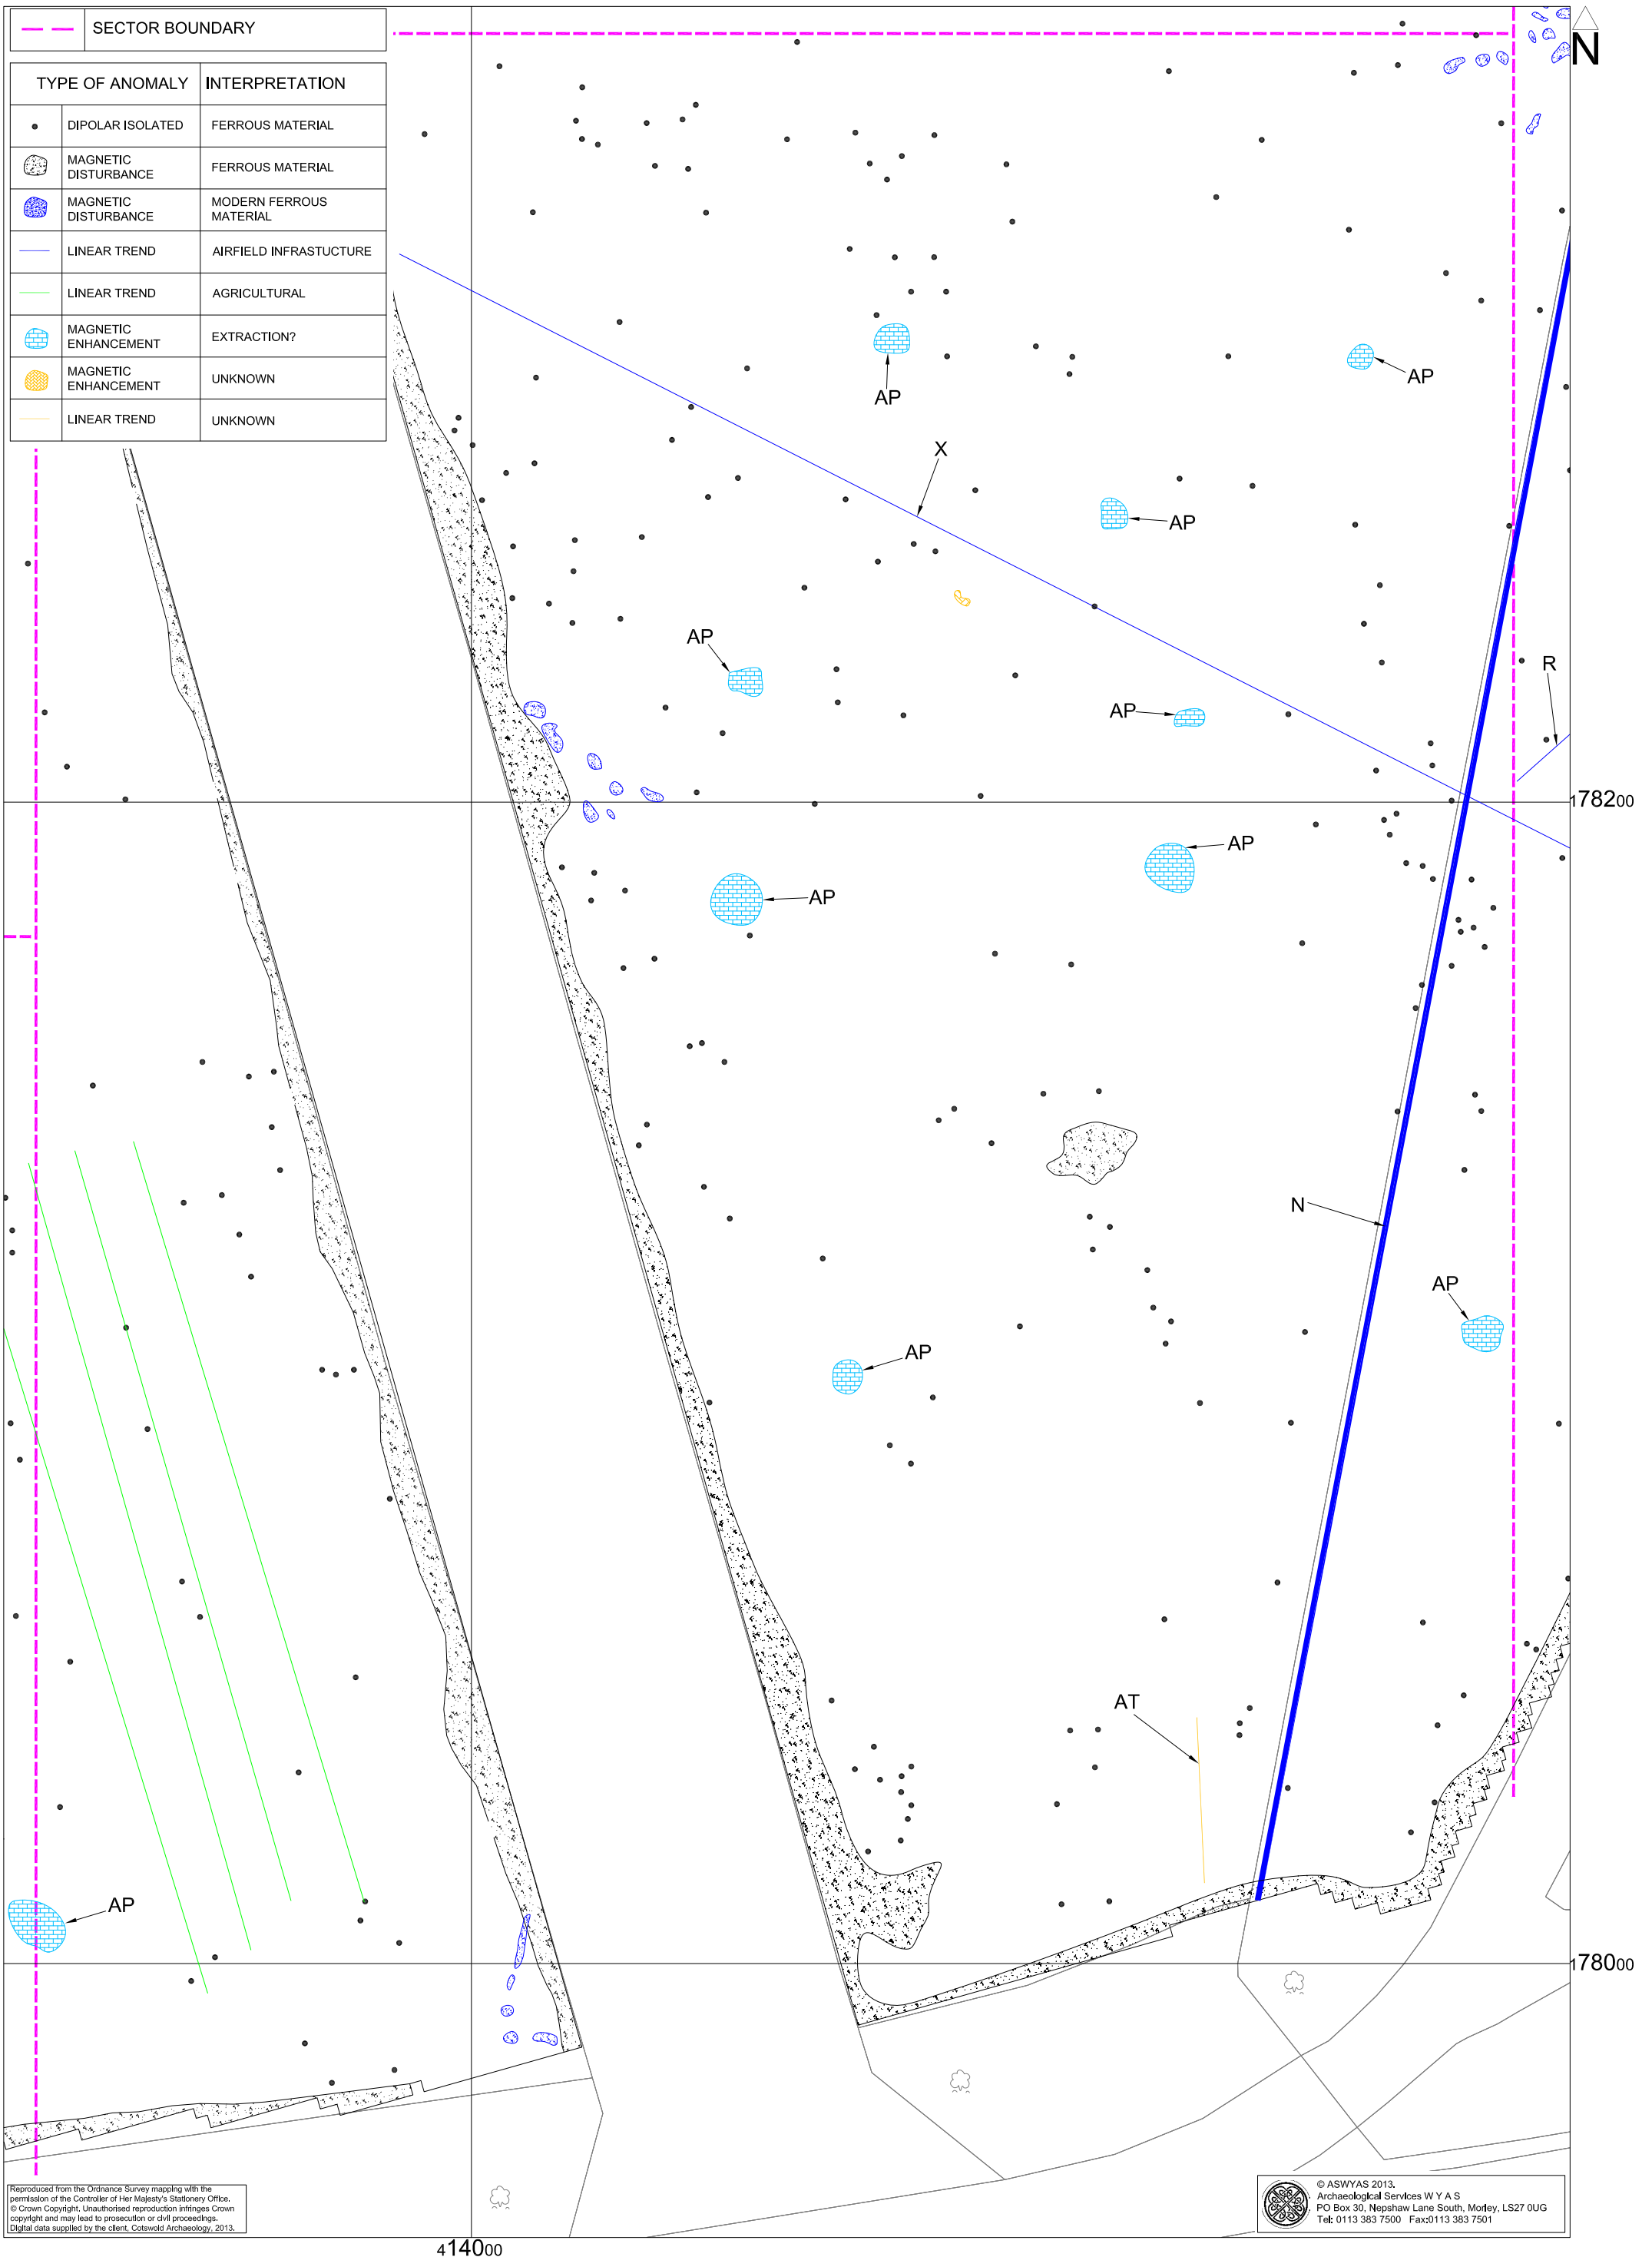 SECTOR BOUNDARY
N
TYPE OF ANOMALY INTERPRETATION
DIPOLAR ISOLATED FERROUS MATERIAL
MAGNETIC
DISTURBANCE
FERROUS MATERIAL
MAGNETIC
DISTURBANCE
MODERN FERROUS
MATERIAL
LINEAR TREND AIRFIELD INFRASTUCTURE
LINEAR TREND AGRICULTURAL
MAGNETIC
ENHANCEMENT
EXTRACTION?
MAGNETIC
ENHANCEMENT
UNKNOWN
LINEAR TREND UNKNOWN
AP
AP
X
AP
AP
R
AP
178200
AP
AP
N
AP
AP
AT
AP
178000
Reproduced from the Ordnance Survey mapping with the
permission of the Controller of Her Majesty's Stationery Office.
© Crown Copyright. Unauthorised reproduction infringes Crown
copyright and may lead to prosecution or civil proceedings.
Digital data supplied by the client, Cotswold Archaeology, 2013.
© ASWYAS 2013.
Archaeological Services W Y A S
PO Box 30, Nepshaw Lane South, Morley, LS27 0UG
Tel: 0113 383 7500 Fax:0113 383 7501
414000